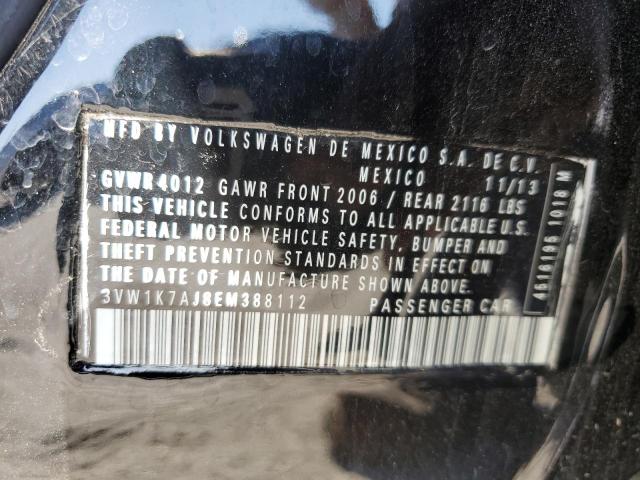 MFD BY VOLKSWAGEN DE MEXICO S.A. DE C.V.
MEXICO 11/13
GVWR 4012 GAWR FRONT 2006 / REAR 2116 LBS
THIS VEHICLE CONFORMS TO ALL APPLICABLE U.S.
FEDERAL MOTOR VEHICLE SAFETY, BUMPER AND
THEFT PREVENTION STANDARDS IN EFFECT ON
THE DATE OF MANUFACTURE SHOWN ABOVE.
3VW1K7AJ8EM388112 PASSENGER CAR
4516195 1018 M